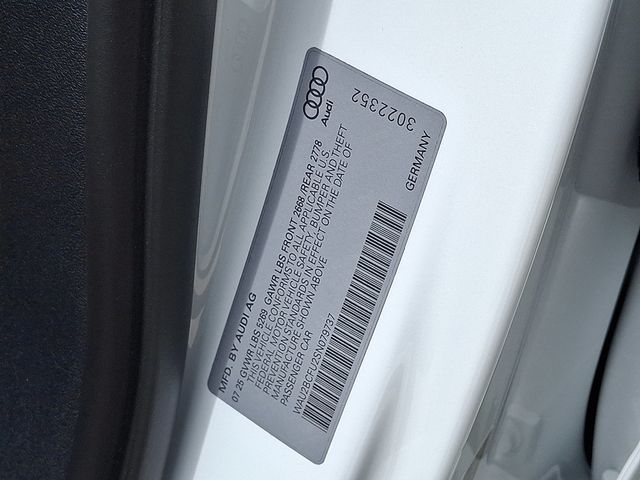 Audi
3022352
MFD. BY AUDI AG
07 25 GVWR LBS 5269 GAWR LBS FRONT 2668 /REAR 2778
THIS VEHICLE CONFORMS TO ALL APPLICABLE U.S.
FEDERAL MOTOR VEHICLE SAFETY, BUMPER AND THEFT
PREVENTION STANDARDS IN EFFECT ON THE DATE OF
MANUFACTURE SHOWN ABOVE
PASSENGER CAR
GERMANY
WAU2BCFU2SN079737